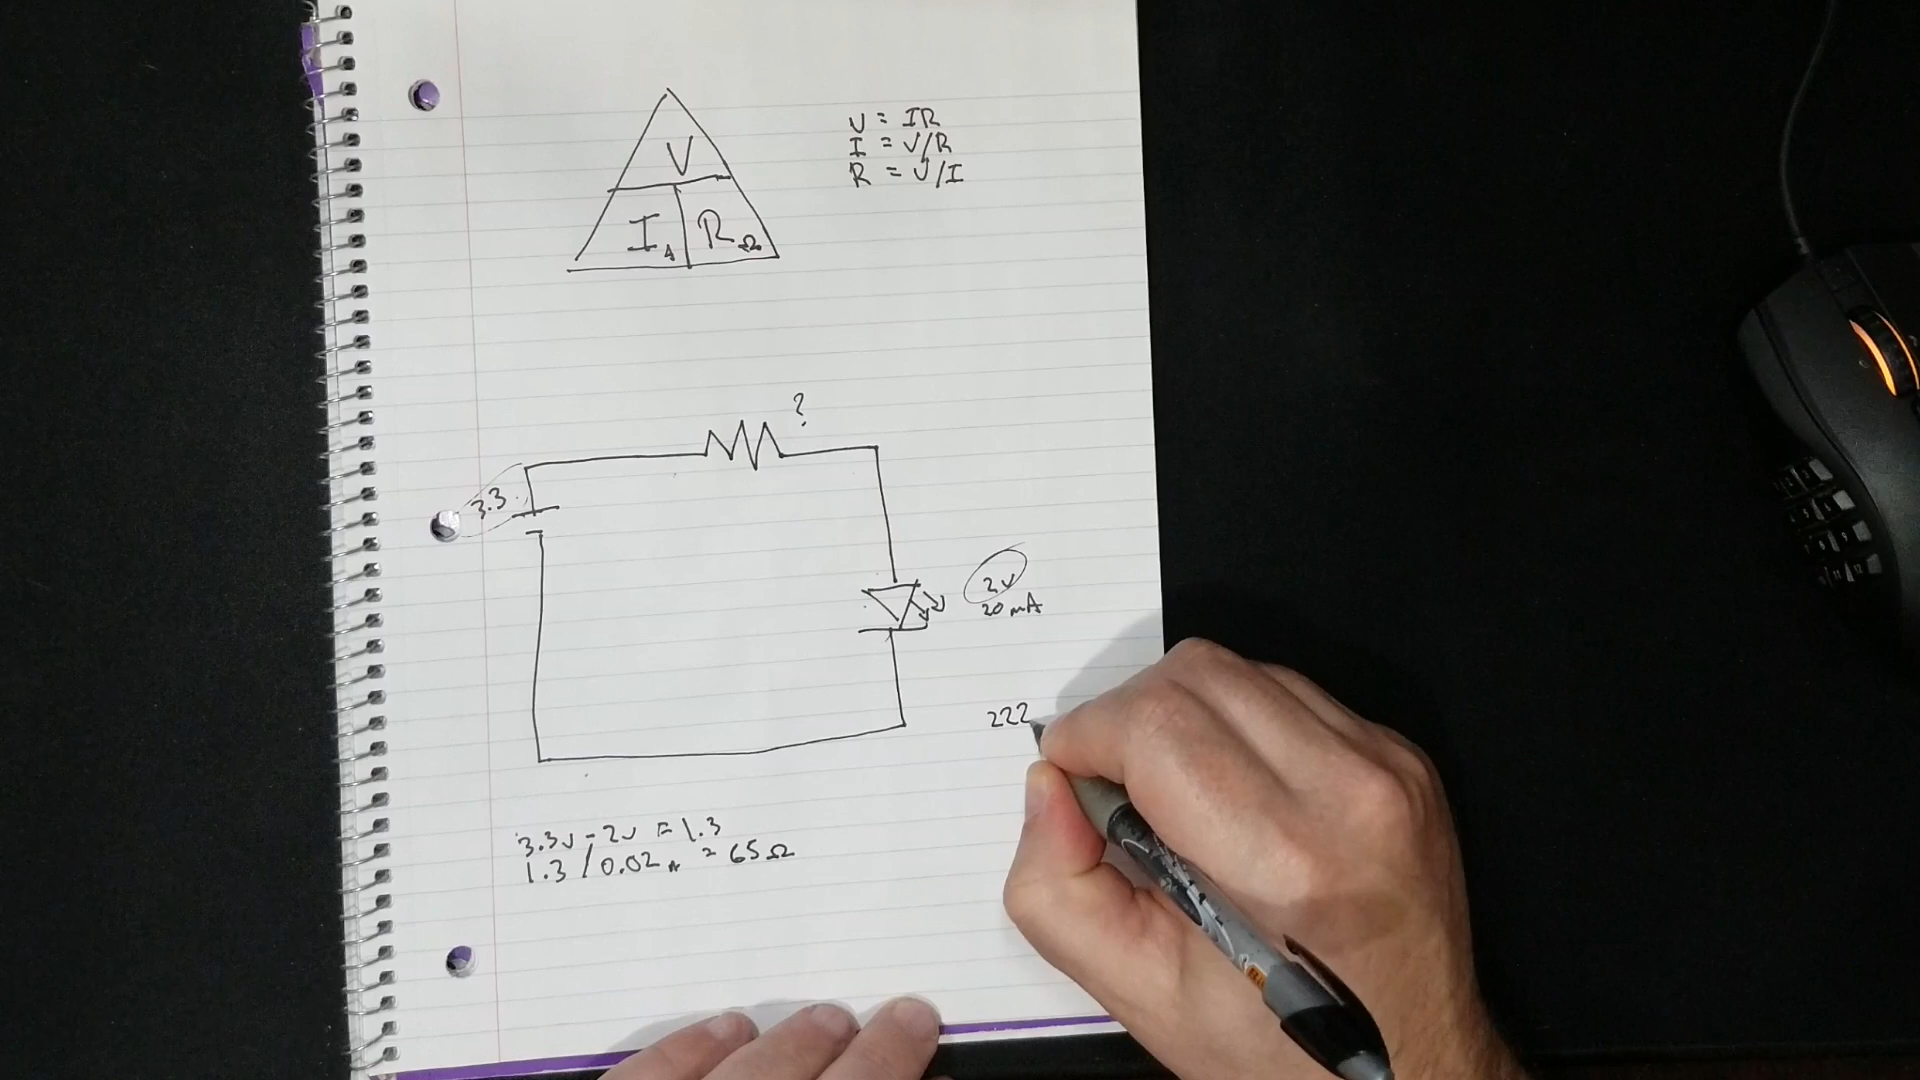 V
I A
R Ω
V = IR
I = V/R
R = V/I
?
3.3
2v
20 mA
222
3.3v - 2v = 1.3
1.3 / 0.02 A = 65 Ω